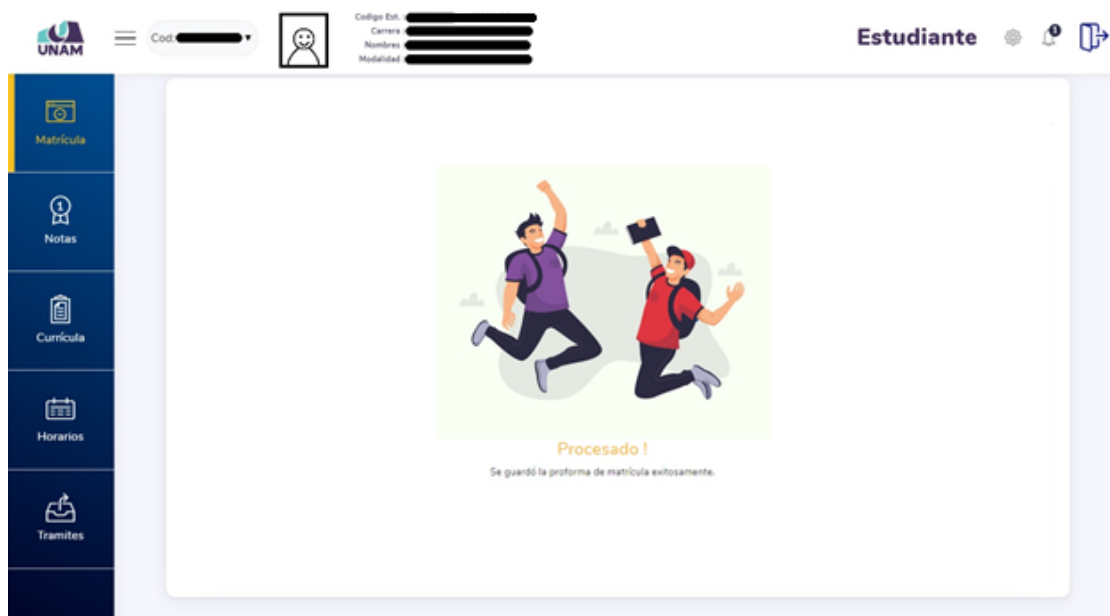 UNAM
Cod:
Codigo Est. :
Carrera :
Nombres :
Modalidad :
Estudiante
Matrícula
1
Notas
Currícula
Horarios
Tramites
Procesado !
Se guardó la proforma de matrícula exitosamente.